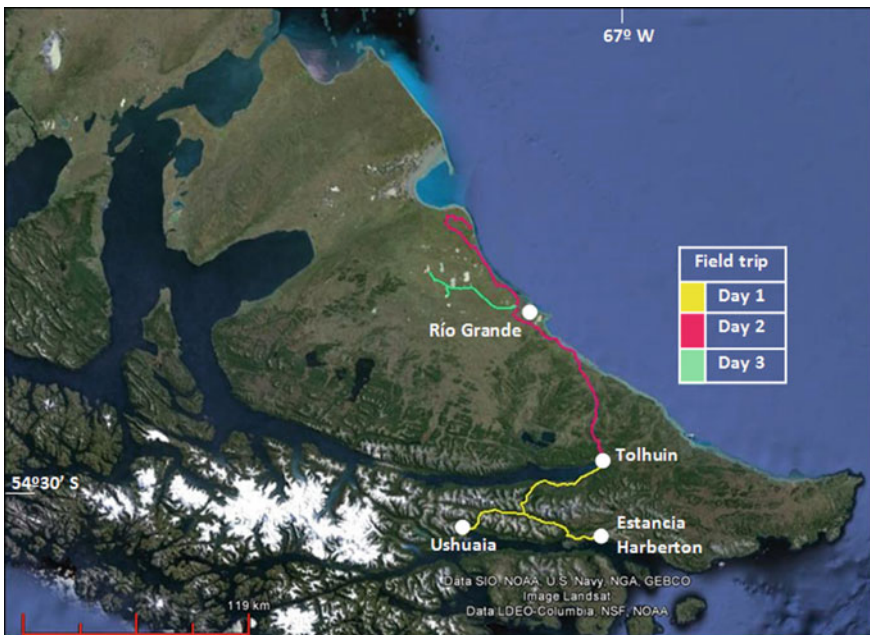 67º W
Field trip
Day 1
Day 2
Day 3
Río Grande
Tolhuin
54º30’ S
Ushuaia
Estancia
Harberton
Data SIO, NOAA, U.S. Navy, NGA, GEBCO
Image Landsat
Data LDEO-Columbia, NSF, NOAA
119 km